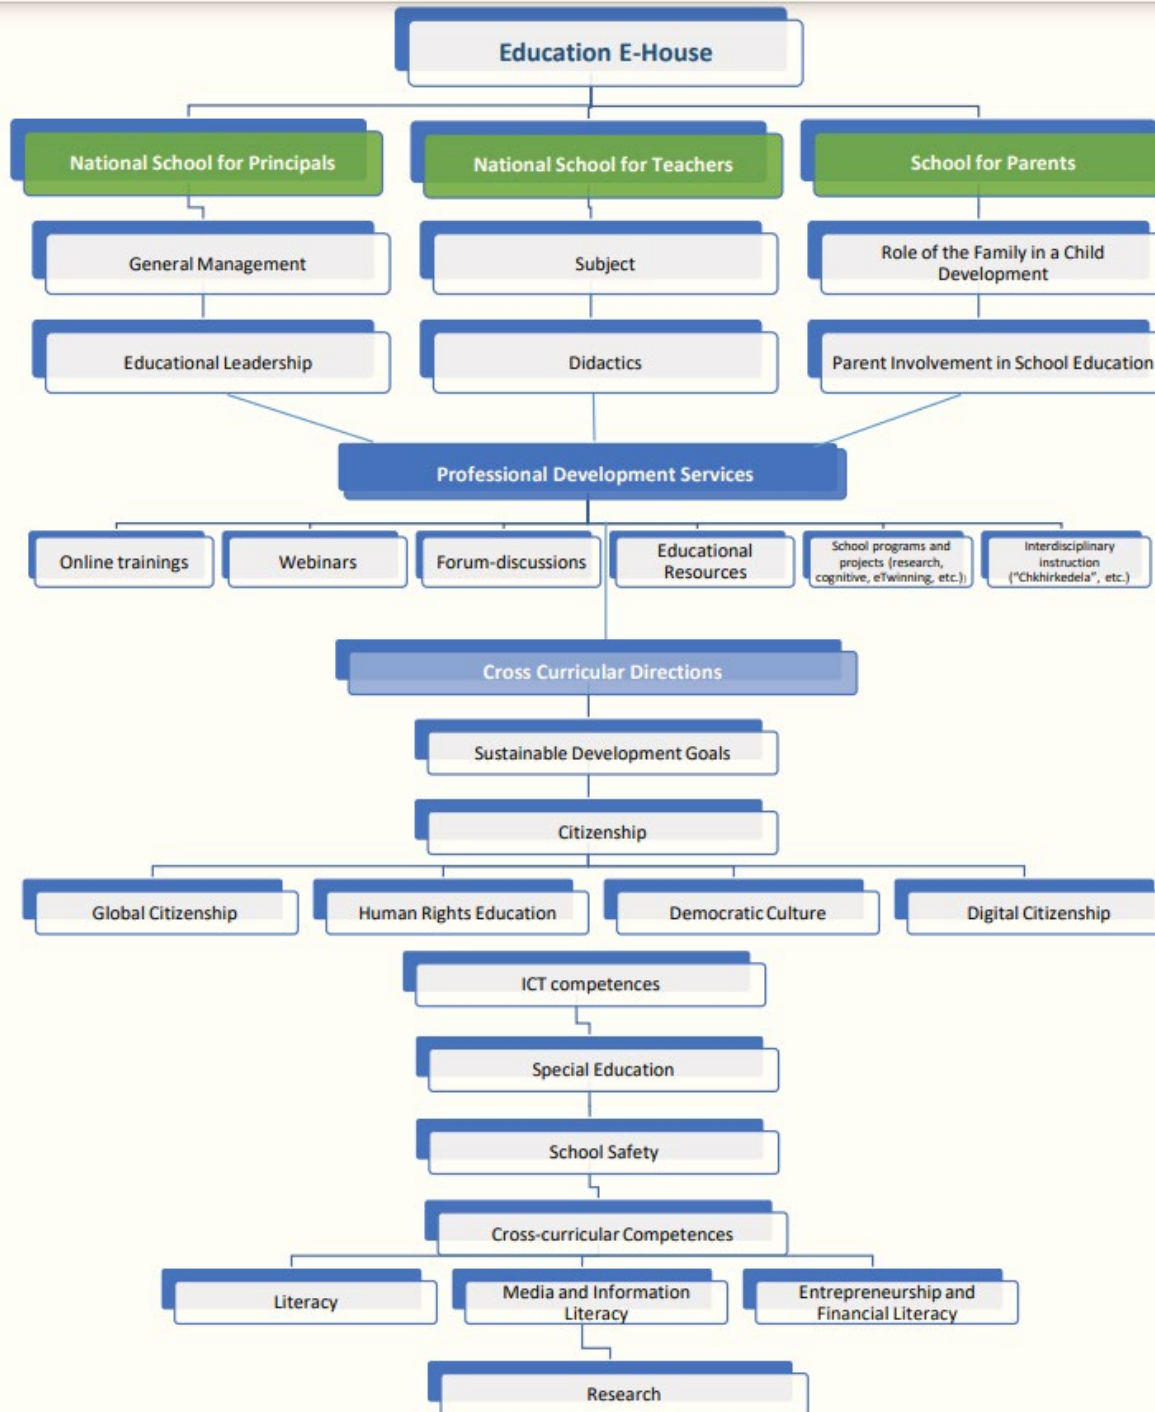 Education E-House
National School for Principals
National School for Teachers
School for Parents
General Management
Subject
Role of the Family in a Child
Development
Educational Leadership
Didactics
Parent Involvement in School Education
Professional Development Services
Online trainings
Webinars
Forum-discussions
Educational
Resources
School programs and
projects (research,
cognitive, eTwinning, etc.))
Interdisciplinary
instruction
("Chkhirkedela", etc.)
Cross Curricular Directions
Sustainable Development Goals
Citizenship
Global Citizenship
Human Rights Education
Democratic Culture
Digital Citizenship
ICT competences
Special Education
School Safety
Cross-curricular Competences
Literacy
Media and Information
Literacy
Entrepreneurship and
Financial Literacy
Research